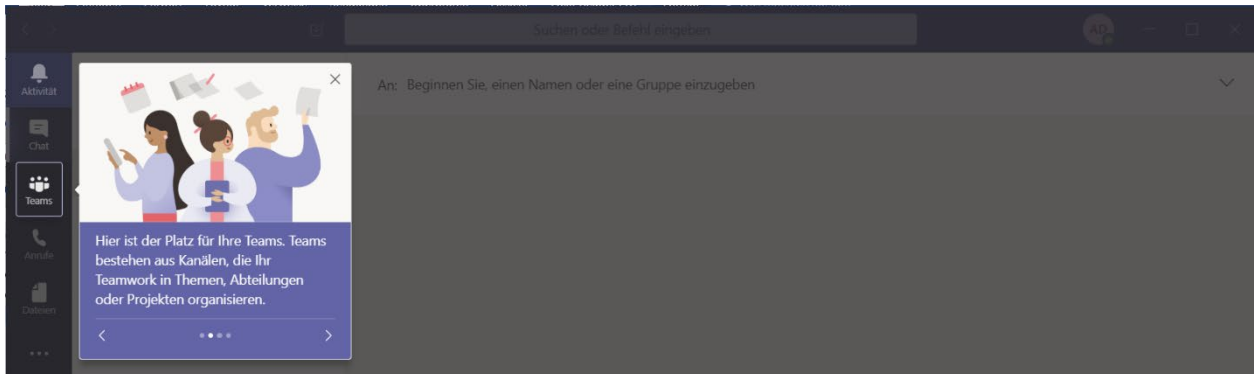 Suchen oder Befehl eingeben
AD
Aktivität
An: Beginnen Sie, einen Namen oder eine Gruppe einzugeben
Chat
Teams
Hier ist der Platz für Ihre Teams. Teams
bestehen aus Kanälen, die Ihr
Teamwork in Themen, Abteilungen
oder Projekten organisieren.
Anrufe
Dateien